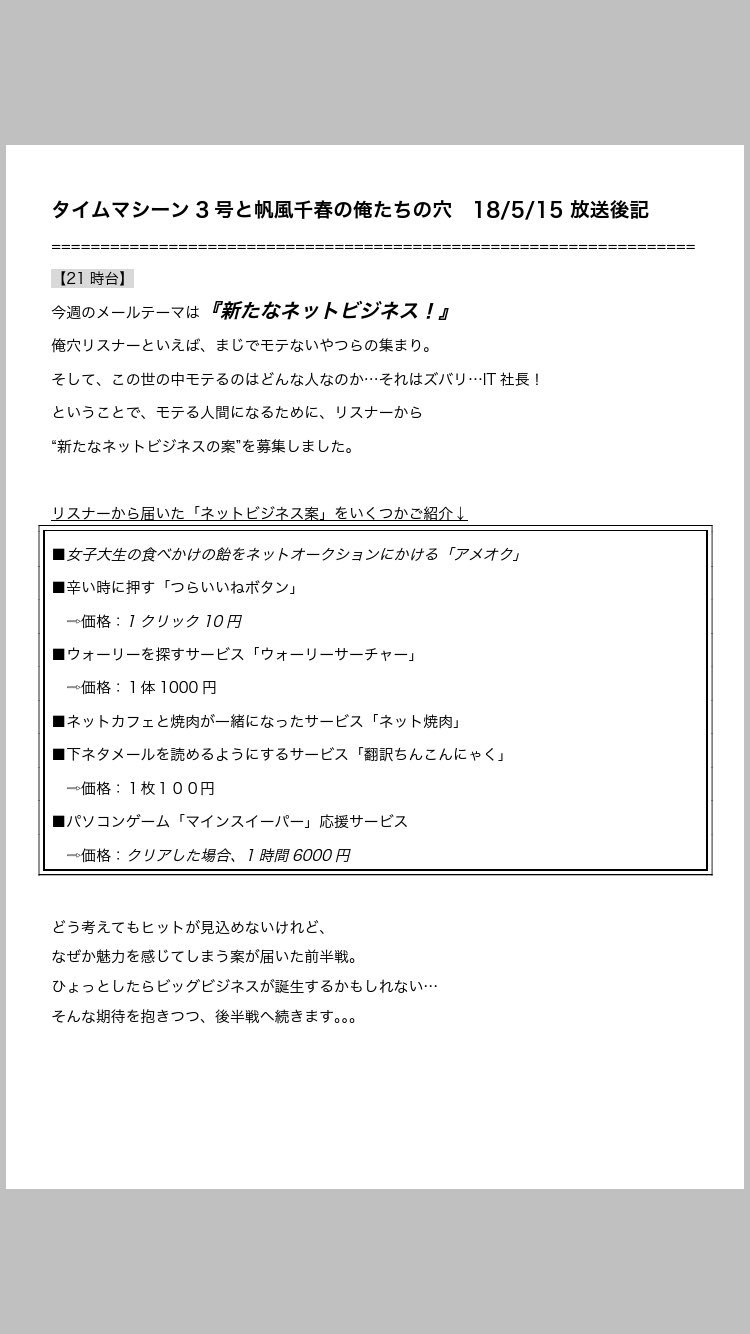 タイムマシーン3号と帆風千春の俺たちの穴　18/5/15 放送後記
==================================================================
【21 時台】
今週のメールテーマは『新たなネットビジネス！』
俺穴リスナーといえば、まじでモテないやつらの集まり。
そして、この世の中モテるのはどんな人なのか…それはズバリ…IT 社長！
ということで、モテる人間になるために、リスナーから
“新たなネットビジネスの案”を募集しました。
リスナーから届いた「ネットビジネス案」をいくつかご紹介↓
■女子大生の食べかけの飴をネットオークションにかける「アメオク」
■辛い時に押す「つらいいねボタン」
⇒価格：1 クリック 10 円
■ウォーリーを探すサービス「ウォーリーサーチャー」
⇒価格：１体 1000 円
■ネットカフェと焼肉が一緒になったサービス「ネット焼肉」
■下ネタメールを読めるようにするサービス「翻訳ちんこんにゃく」
⇒価格：１枚１００円
■パソコンゲーム「マインスイーパー」応援サービス
⇒価格：クリアした場合、1 時間 6000 円
どう考えてもヒットが見込めないけれど、
なぜか魅力を感じてしまう案が届いた前半戦。
ひょっとしたらビッグビジネスが誕生するかもしれない…
そんな期待を抱きつつ、後半戦へ続きます。。。